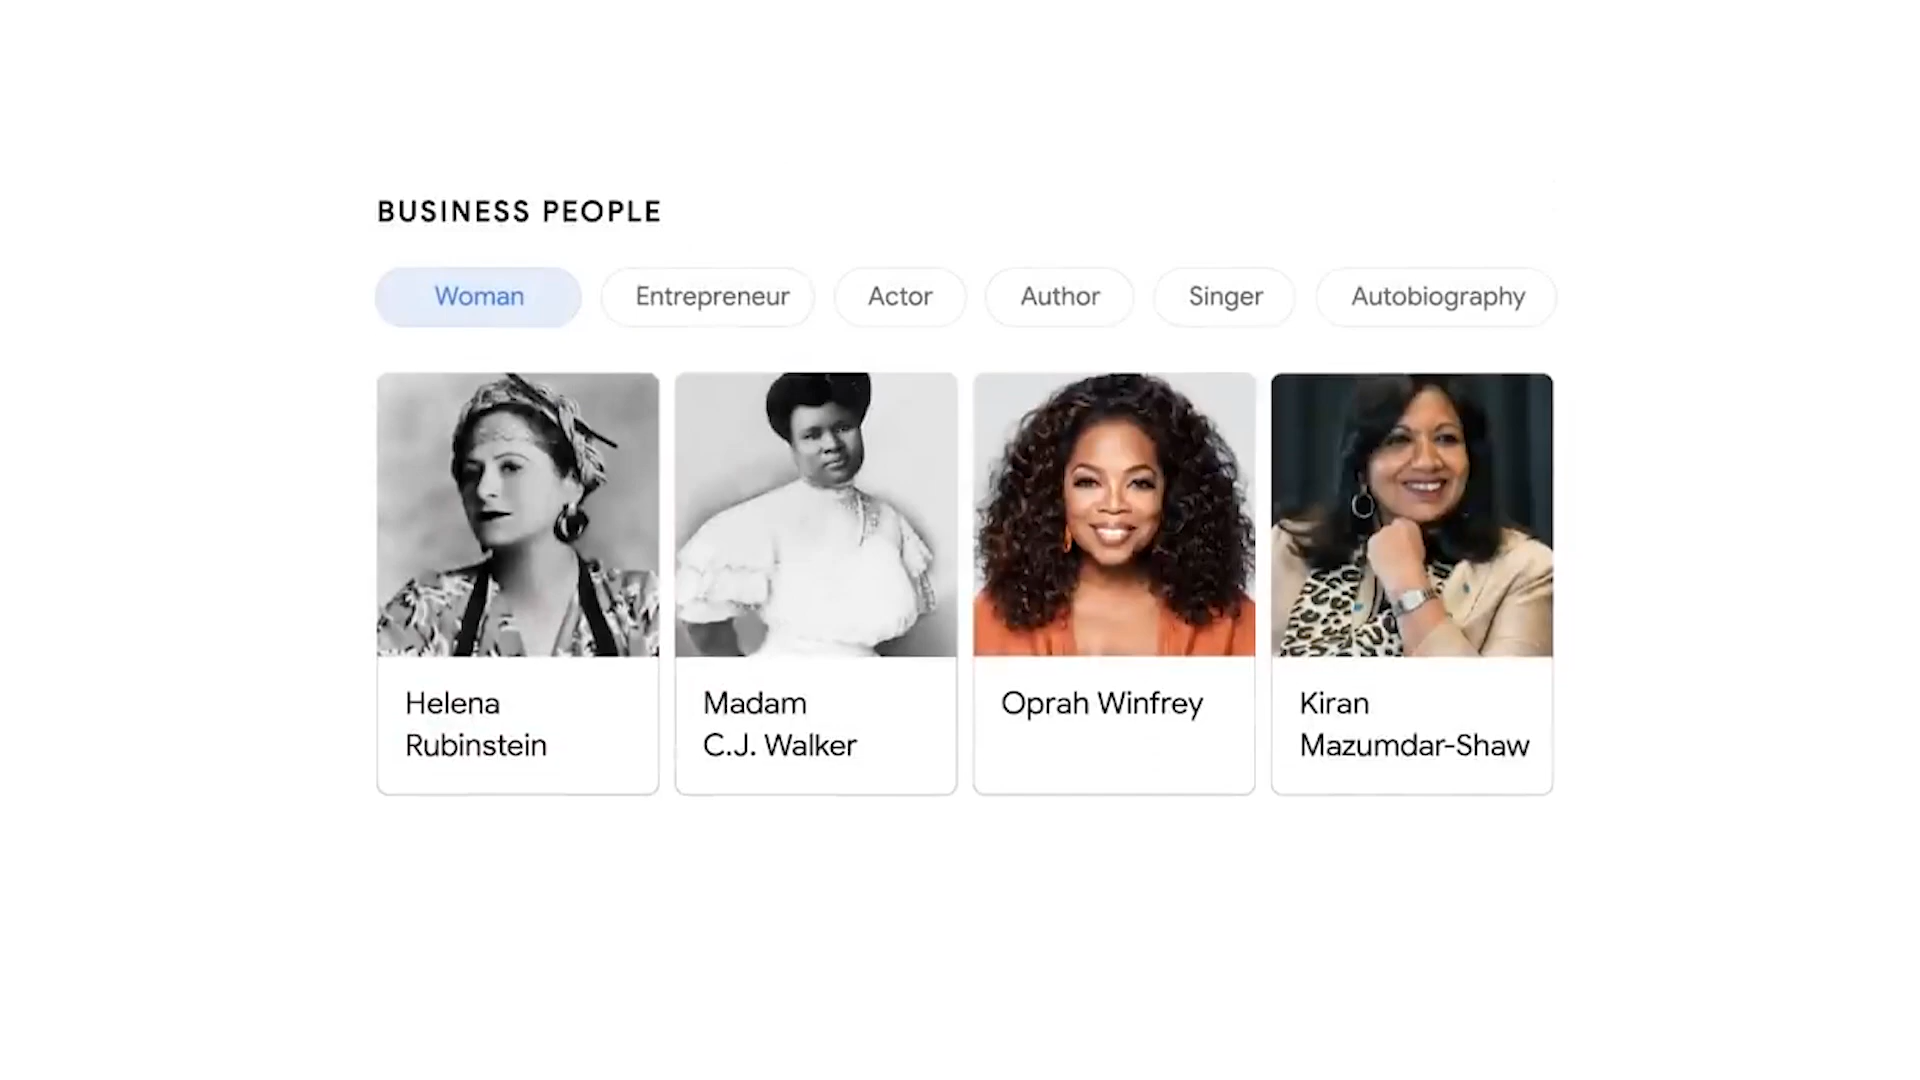 BUSINESS PEOPLE
Woman
Entrepreneur
Actor
Author
Singer
Autobiography
Helena
Rubinstein
Madam
C.J. Walker
Oprah Winfrey
Kiran
Mazumdar-Shaw